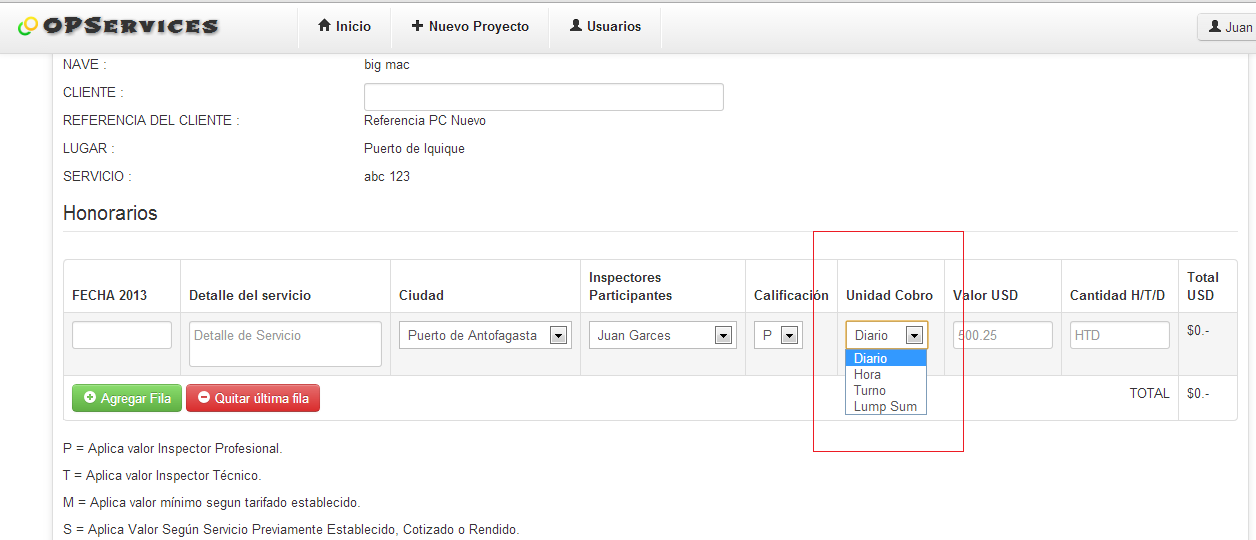 OPServices
Inicio
Nuevo Proyecto
Usuarios
Juan
NAVE :
big mac
CLIENTE :
REFERENCIA DEL CLIENTE :
Referencia PC Nuevo
LUGAR :
Puerto de Iquique
SERVICIO :
abc 123
Honorarios
FECHA 2013
Detalle del servicio
Ciudad
Inspectores
Participantes
Calificación
Unidad Cobro
Valor USD
Cantidad H/T/D
Total
USD
Detalle de Servicio
Puerto de Antofagasta
Juan Garces
P
Diario
500.25
HTD
$0.-
Diario
Hora
Turno
Lump Sum
Agregar Fila
Quitar última fila
TOTAL
$0.-
P = Aplica valor Inspector Profesional.
T = Aplica valor Inspector Técnico.
M = Aplica valor mínimo segun tarifado establecido.
S = Aplica Valor Según Servicio Previamente Establecido, Cotizado o Rendido.